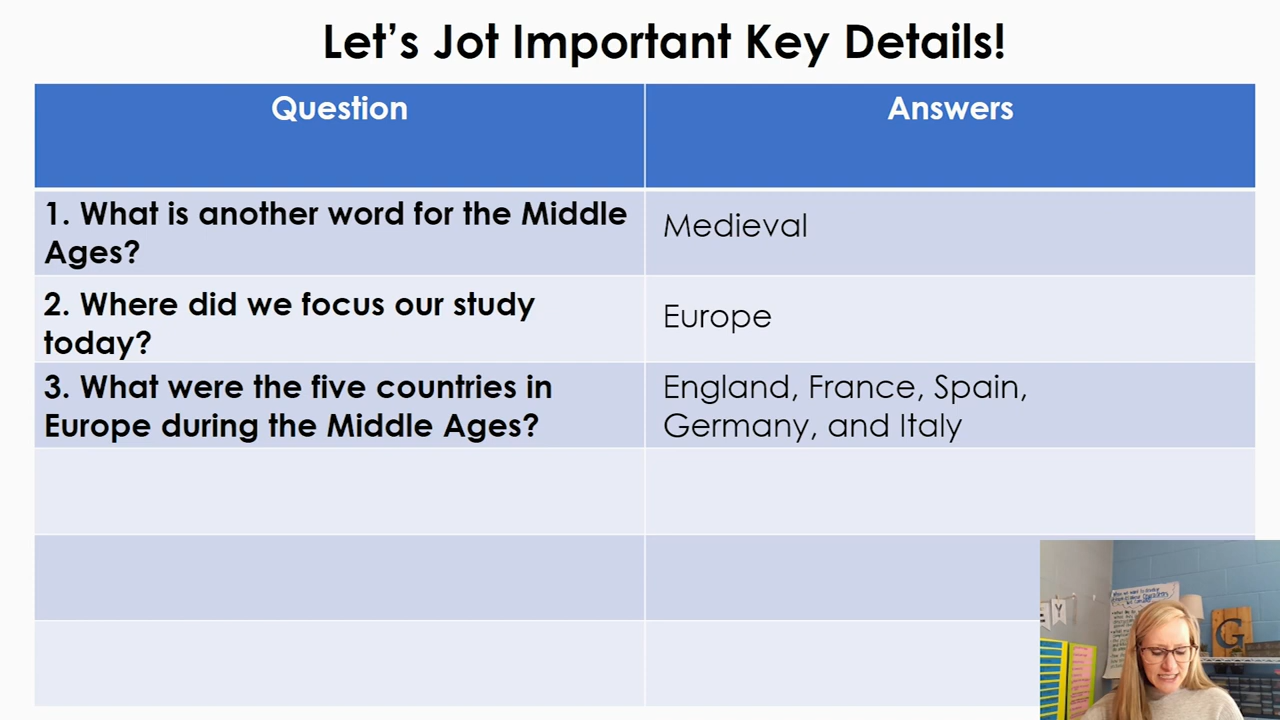 Let's Jot Important Key Details!
Question
Answers
1. What is another word for the Middle
Ages?
Medieval
2. Where did we focus our study
today?
Europe
3. What were the five countries in
Europe during the Middle Ages?
England, France, Spain,
Germany, and Italy
G